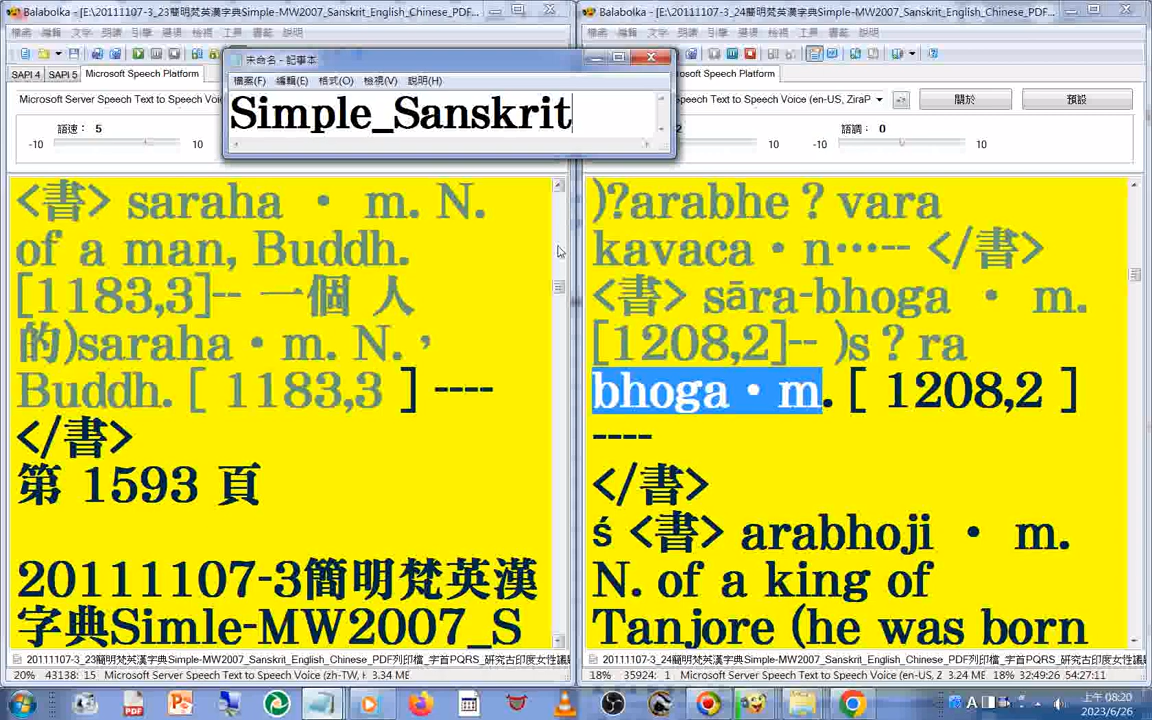 Balabolka - [E:\20111107-3_23簡明梵英漢字典Simple-MW2007_Sanskrit_English_Chinese_PDF...
Balabolka - [E:\20111107-3_24簡明梵英漢字典Simple-MW2007_Sanskrit_English_Chinese_PDF...
未命名 - 記事本
檔案(F) 編輯(E) 格式(O) 檢視(V) 說明(H)
Simple_Sanskrit
SAPI 4 SAPI 5 Microsoft Speech Platform
Microsoft Server Speech Text to Speech Voi
語速： 5
-10 10
Speech Platform
Speech Text to Speech Voice (en-US, ZiraP
關於 預設
2 語調： 0
10 -10 10
<書> saraha ‧ m. N.
of a man, Buddh.
[1183,3]-- 一個 人
的)saraha‧m. N.，
Buddh.［ 1183,3 ］----
</書>
第 1593 頁
20111107-3簡明梵英漢
字典Simle-MW2007_S
)?arabhe？vara
kavaca‧n…-- </書>
<書> sāra-bhoga ‧ m.
[1208,2]-- )s？ra
bhoga‧m.［ 1208,2 ］
----
</書>
ś <書> arabhoji ‧ m.
N. of a king of
Tanjore (he was born
20111107-3_23簡明梵英漢字典Simple-MW2007_Sanskrit_English_Chinese_PDF列印檔_字首PQRS_研究古印度女性議
20111107-3_24簡明梵英漢字典Simple-MW2007_Sanskrit_English_Chinese_PDF列印檔_字首PQRS_研究古印度女性議
20% 43138: 15 Microsoft Server Speech Text to Speech Voice (zh-TW, H 3.34 ME
18% 35924: 1 Microsoft Server Speech Text to Speech Voice (en-US, Z 3.24 ME 18% 32:49:26 54:27:11
上午 08:20
2023/6/26